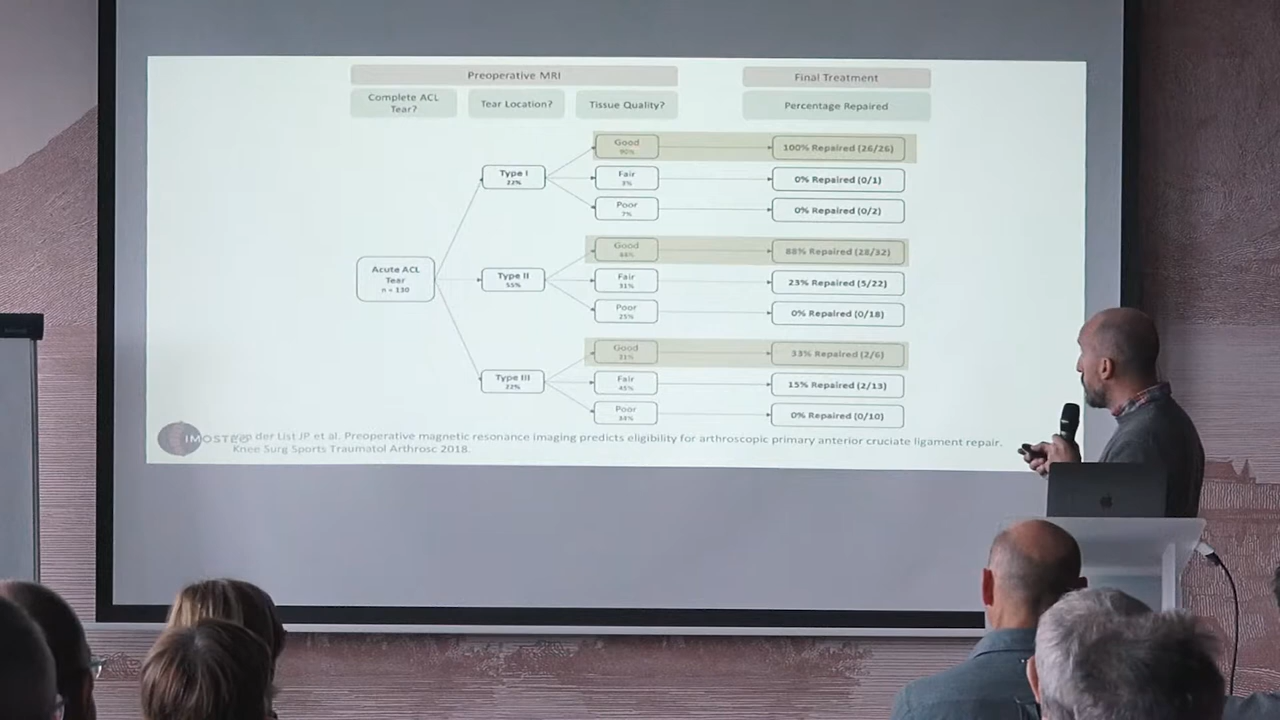 Preoperative MRI
Final Treatment
Complete ACL
Tear?
Tear Location?
Tissue Quality?
Percentage Repaired
Good
90%
100% Repaired (26/26)
Type I
22%
Fair
3%
0% Repaired (0/1)
Poor
7%
0% Repaired (0/2)
Good
44%
88% Repaired (28/32)
Acute ACL
Tear
n = 130
Type II
55%
Fair
31%
23% Repaired (5/22)
Poor
25%
0% Repaired (0/18)
Good
21%
33% Repaired (2/6)
Type III
22%
Fair
45%
15% Repaired (2/13)
Poor
34%
0% Repaired (0/10)
der List JP et al. Preoperative magnetic resonance imaging predicts eligibility for arthroscopic primary anterior cruciate ligament repair.
Knee Surg Sports Traumatol Arthrosc 2018.